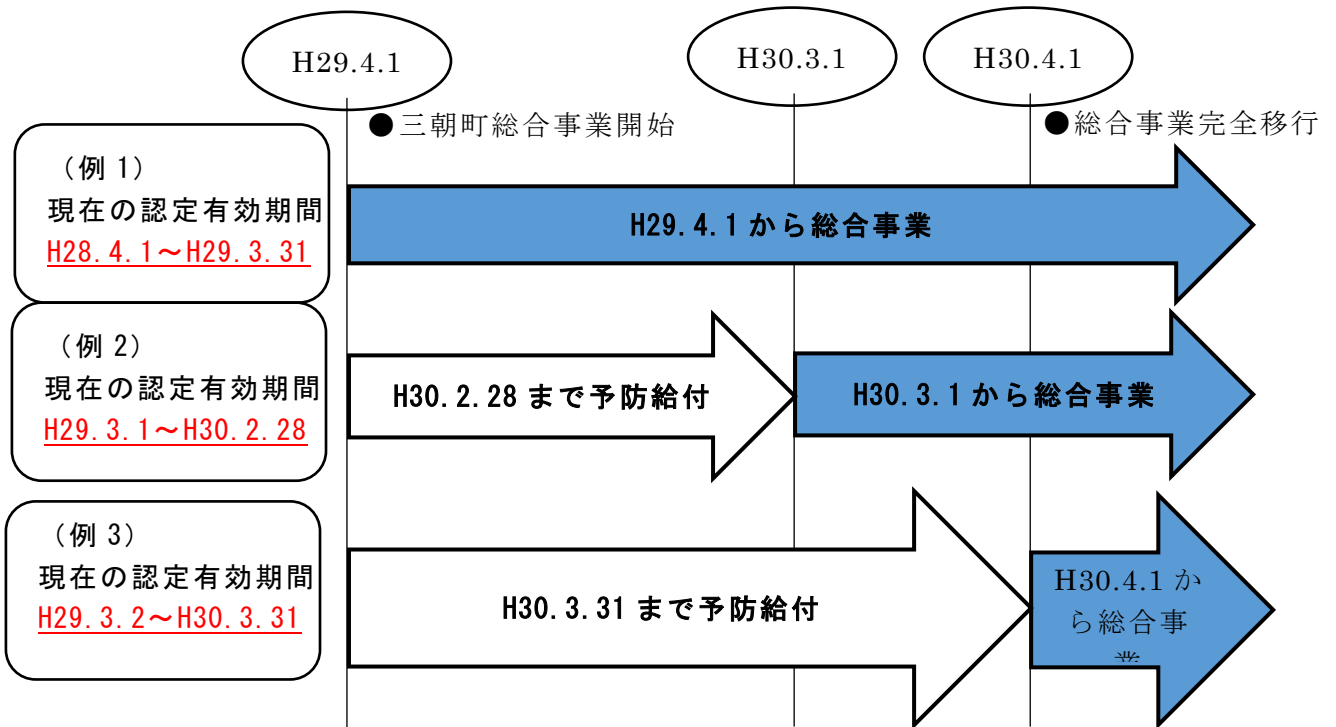 H29.4.1
H30.3.1
H30.4.1
●三朝町総合事業開始
●総合事業完全移行
（例 1）
現在の認定有効期間
H28.4.1～H29.3.31
H29.4.1 から総合事業
（例 2）
現在の認定有効期間
H29.3.1～H30.2.28
H30.2.28 まで予防給付
H30.3.1 から総合事業
（例 3）
現在の認定有効期間
H29.3.2～H30.3.31
H30.3.31 まで予防給付
H30.4.1 か
ら総合事
業